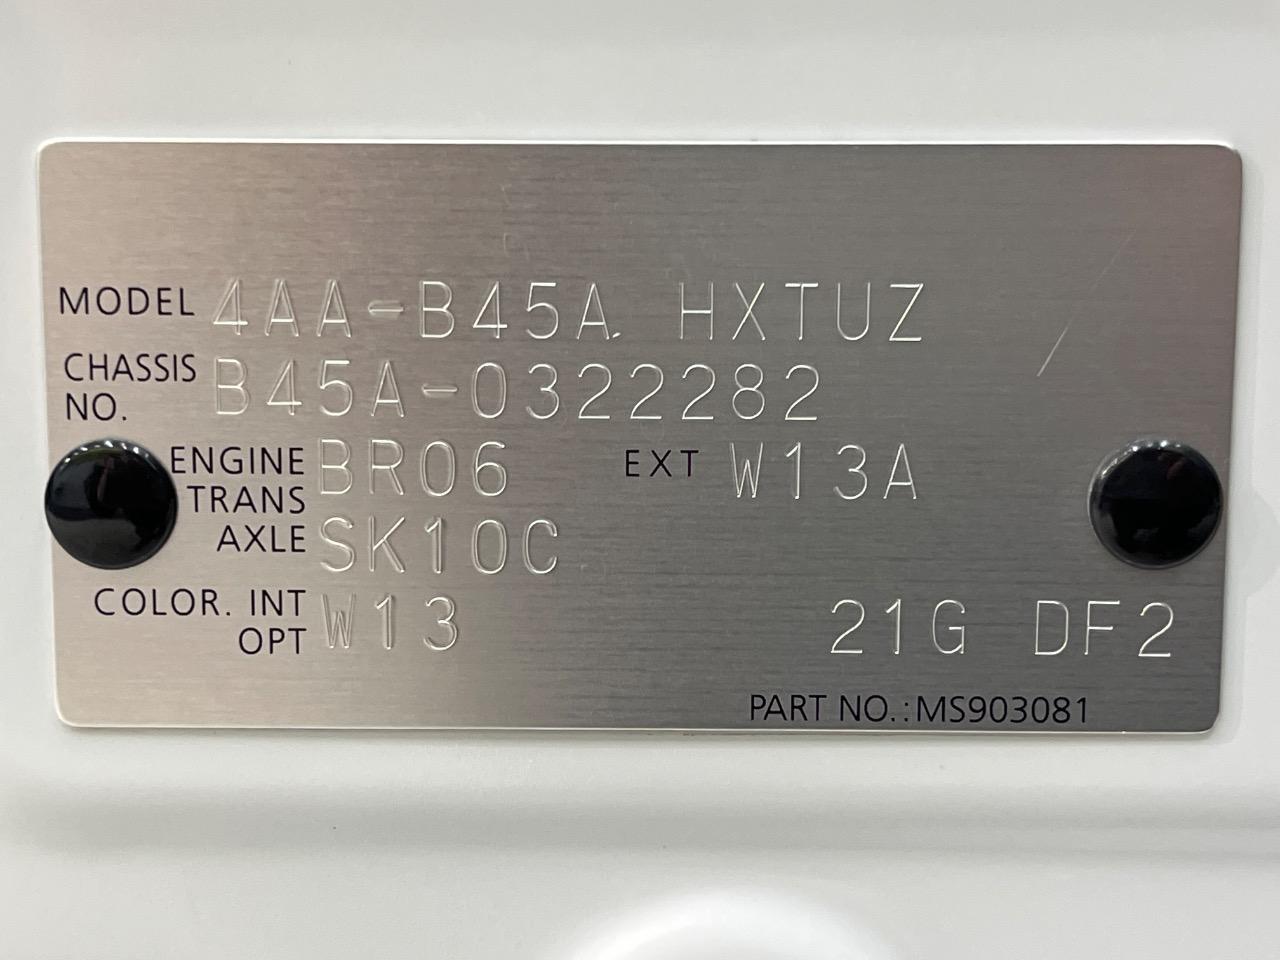 MODEL 4AA-B45A HXTUZ
CHASSIS NO. B45A-0322282
ENGINE BR06 EXT W13A
TRANS AXLE SK10C
COLOR. INT W13
OPT 21G DF2
PART NO.:MS903081